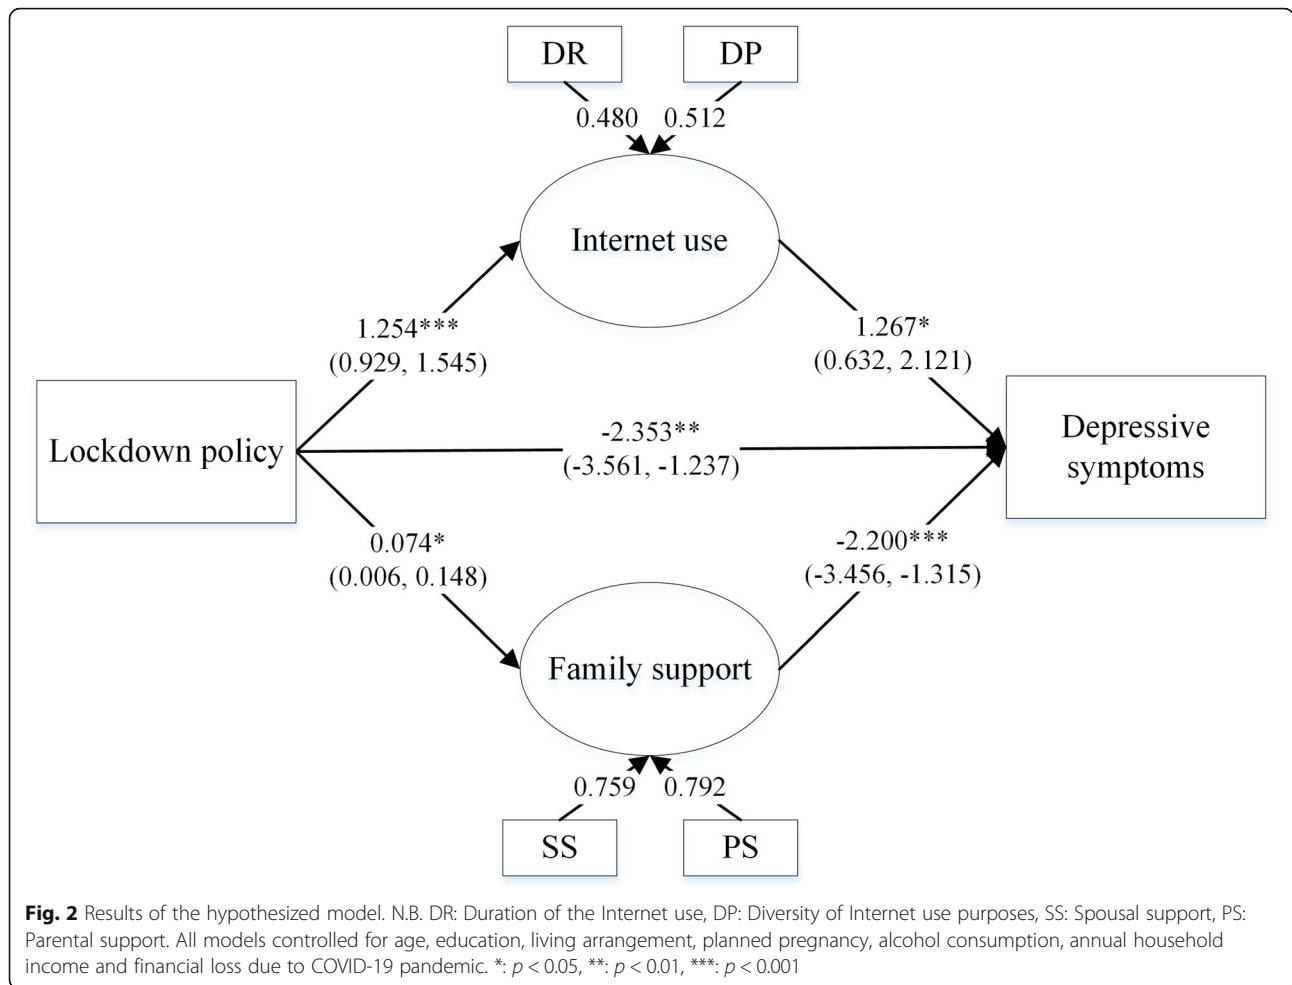 DR
DP
0.480
0.512
Internet use
1.254***
(0.929, 1.545)
1.267*
(0.632, 2.121)
Lockdown policy
-2.353**
(-3.561, -1.237)
Depressive
symptoms
0.074*
(0.006, 0.148)
-2.200***
(-3.456, -1.315)
Family support
0.759
0.792
SS
PS
Fig. 2 Results of the hypothesized model. N.B. DR: Duration of the Internet use, DP: Diversity of Internet use purposes, SS: Spousal support, PS:
Parental support. All models controlled for age, education, living arrangement, planned pregnancy, alcohol consumption, annual household
income and financial loss due to COVID-19 pandemic. *: p < 0.05, **: p < 0.01, ***: p < 0.001